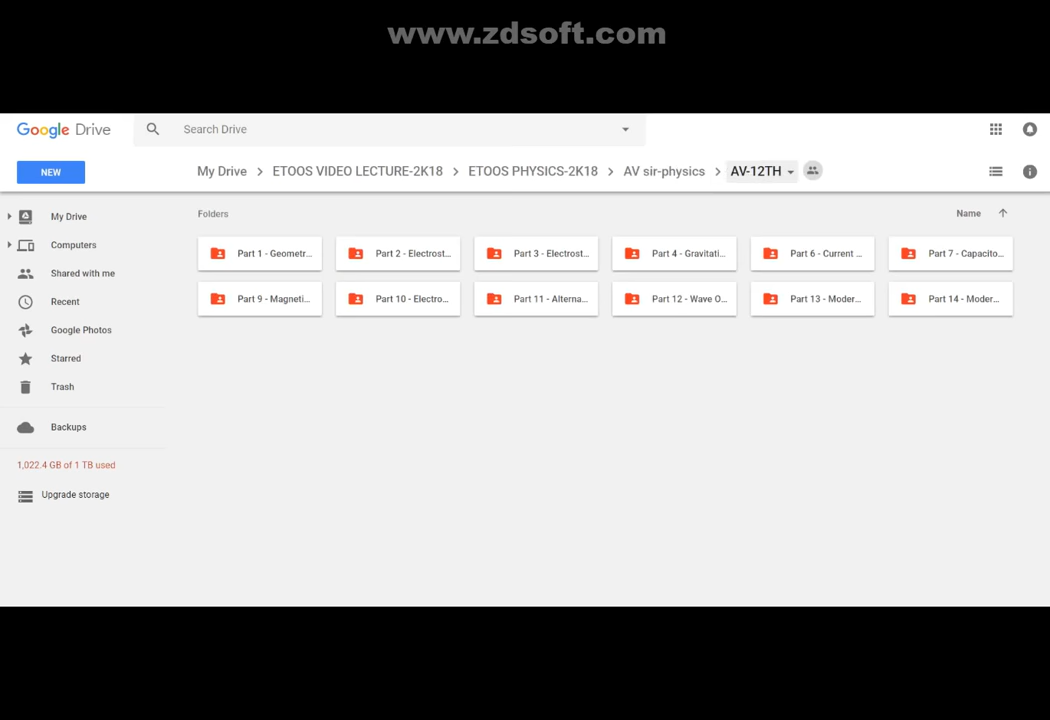 www.zdsoft.com
Google Drive
Search Drive
NEW
My Drive > ETOOS VIDEO LECTURE-2K18 > ETOOS PHYSICS-2K18 > AV sir-physics > AV-12TH
My Drive
Computers
Shared with me
Recent
Google Photos
Starred
Trash
Backups
1,022.4 GB of 1 TB used
Upgrade storage
Folders
Name
Part 1 - Geometr...
Part 2 - Electrost...
Part 3 - Electrost...
Part 4 - Gravitati...
Part 6 - Current ...
Part 7 - Capacito...
Part 9 - Magneti...
Part 10 - Electro...
Part 11 - Alterna...
Part 12 - Wave O...
Part 13 - Moder...
Part 14 - Moder...